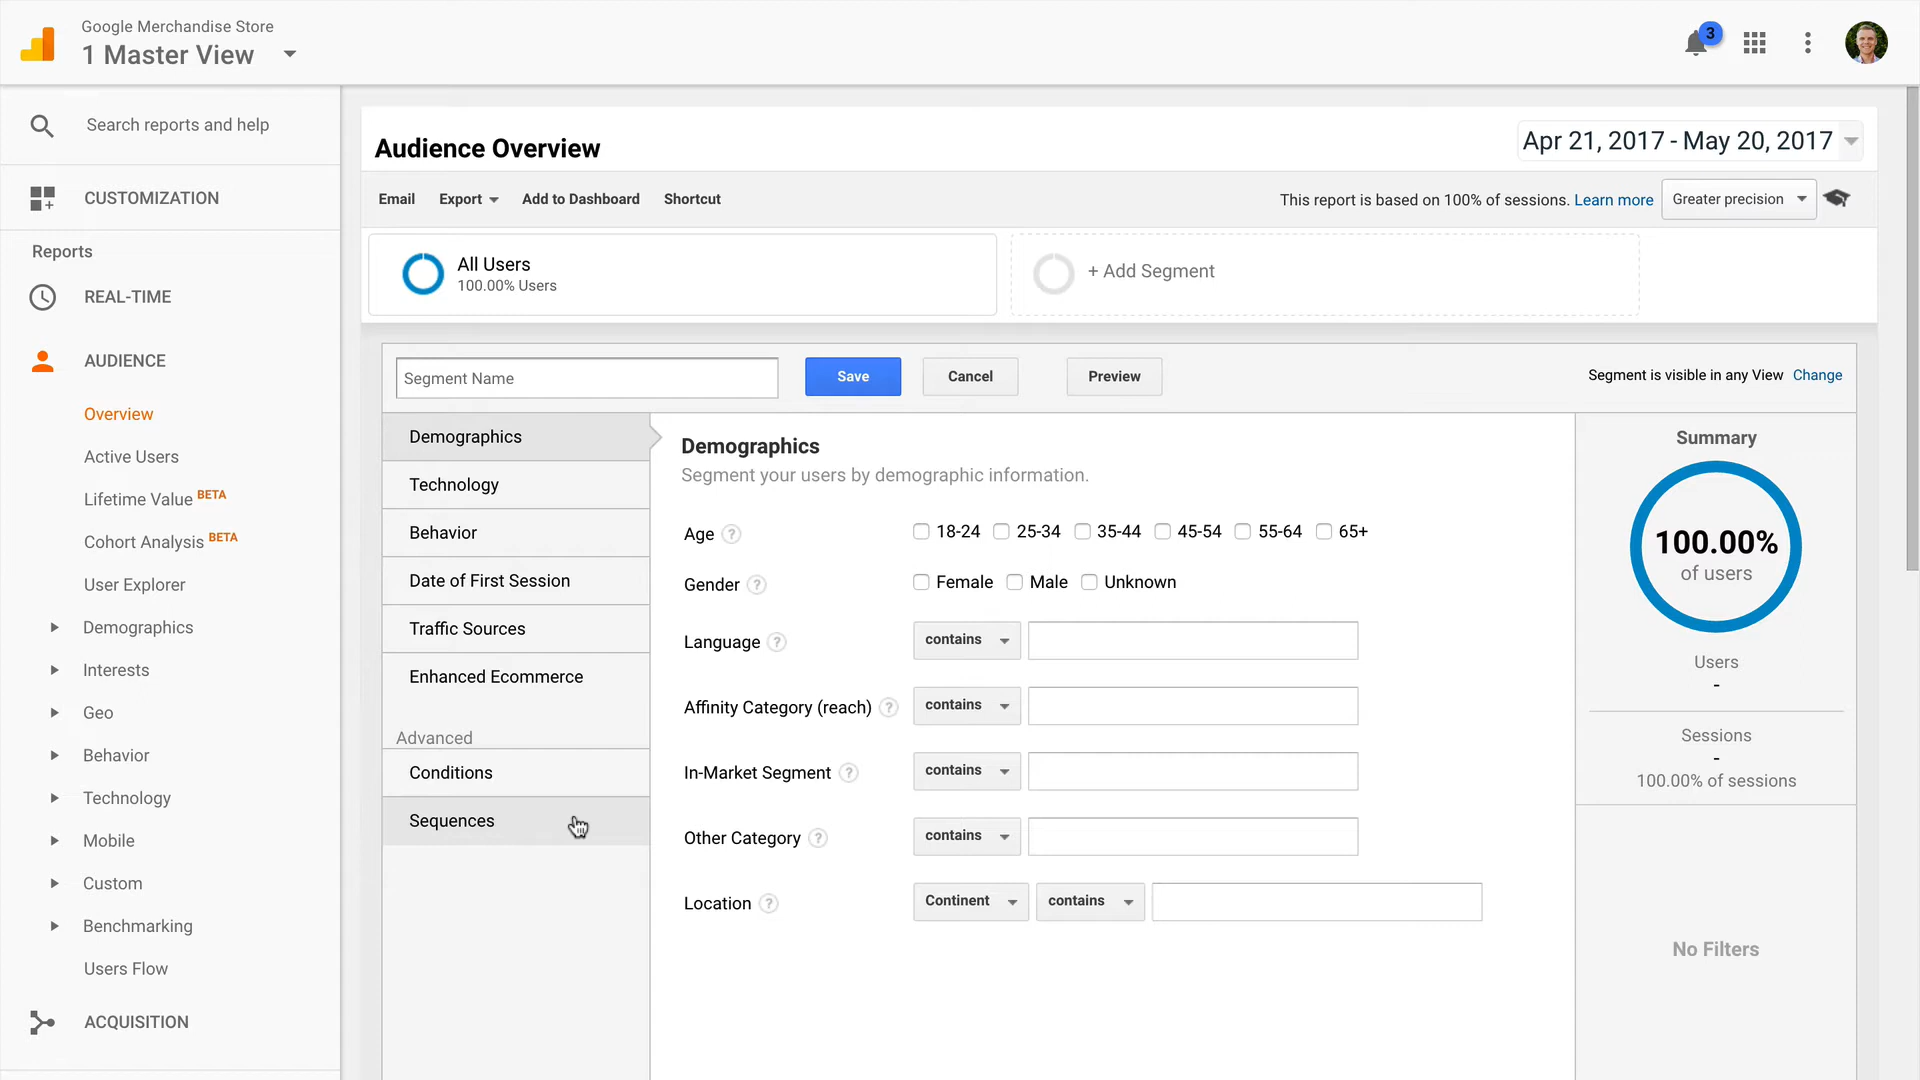 Google Merchandise Store
1 Master View
3
Search reports and help
CUSTOMIZATION
Reports
REAL-TIME
AUDIENCE
Overview
Active Users
Lifetime Value BETA
Cohort Analysis BETA
User Explorer
Demographics
Interests
Geo
Behavior
Technology
Mobile
Custom
Benchmarking
Users Flow
ACQUISITION
Audience Overview
Apr 21, 2017 - May 20, 2017
Email Export Add to Dashboard Shortcut
This report is based on 100% of sessions. Learn more Greater precision
All Users
100.00% Users
+ Add Segment
Segment Name Save Cancel Preview
Segment is visible in any View Change
Demographics
Technology
Behavior
Date of First Session
Traffic Sources
Enhanced Ecommerce
Advanced
Conditions
Sequences
Demographics
Segment your users by demographic information.
Age ? 18-24 25-34 35-44 45-54 55-64 65+
Gender ? Female Male Unknown
Language ? contains
Affinity Category (reach) ? contains
In-Market Segment ? contains
Other Category ? contains
Location ? Continent contains
Summary
100.00%
of users
Users
-
Sessions
-
100.00% of sessions
No Filters